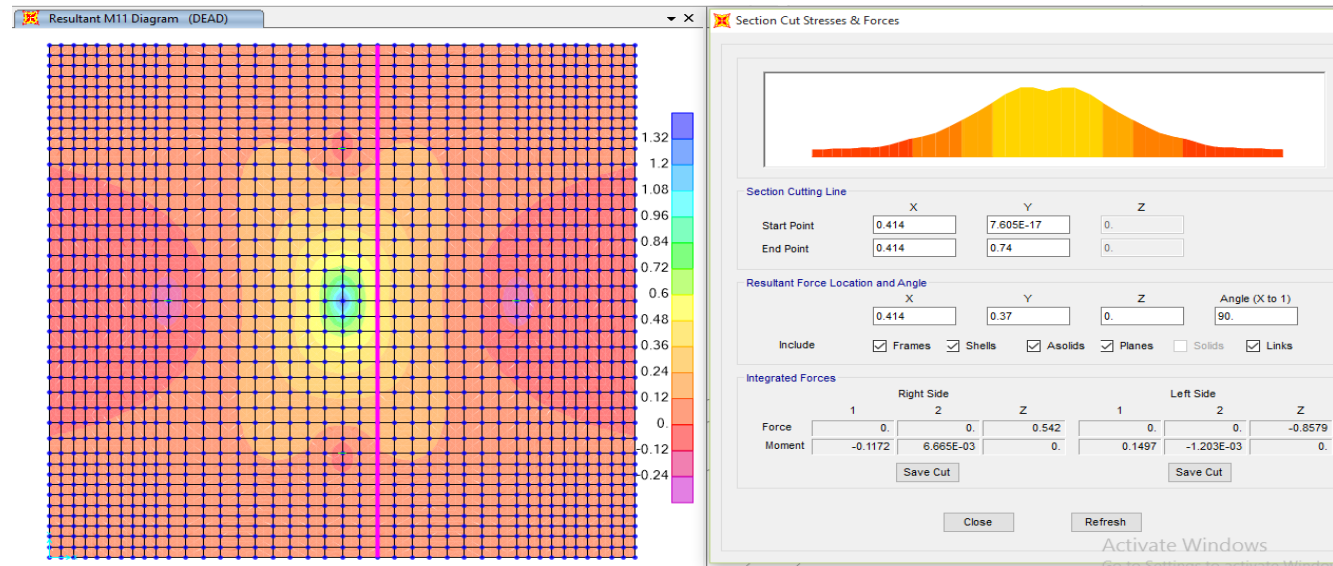 Resultant M11 Diagram (DEAD)
1.32
1.2
1.08
0.96
0.84
0.72
0.6
0.48
0.36
0.24
0.12
0.
-0.12
-0.24
Section Cut Stresses & Forces
Section Cutting Line
X Y Z
Start Point 0.414 7.605E-17 0.
End Point 0.414 0.74 0.
Resultant Force Location and Angle
X Y Z Angle (X to 1)
0.414 0.37 0. 90.
Include Frames Shells Asolids Planes Solids Links
Integrated Forces
Right Side Left Side
1 2 Z 1 2 Z
Force 0. 0. 0.542 0. 0. -0.8579
Moment -0.1172 6.665E-03 0. 0.1497 -1.203E-03 0.
Save Cut Save Cut
Close Refresh
Activate Windows